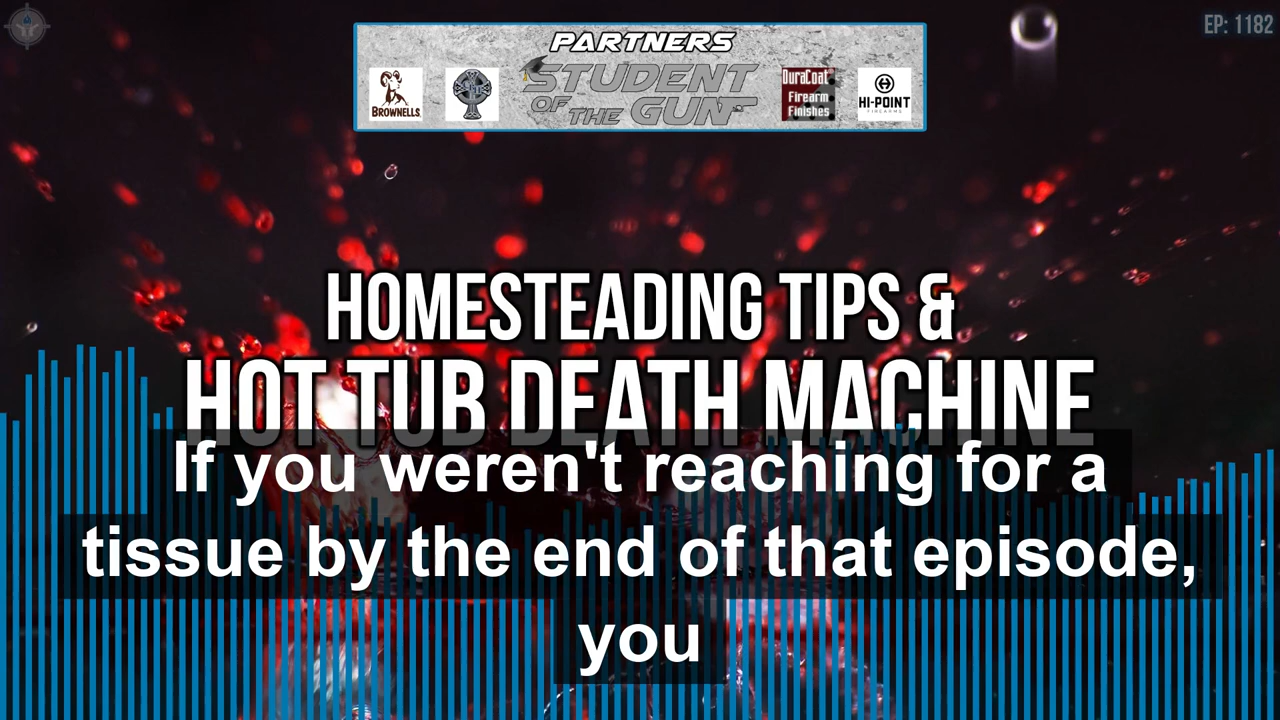 EP: 1182
PARTNERS
BROWNELLS
STUDENT
OF THE GUN
DuraCoat
Firearm
Finishes
HI-POINT
FIREARMS
HOMESTEADING TIPS &
HOT TUB DEATH MACHINE
If you weren't reaching for a
tissue by the end of that episode,
you